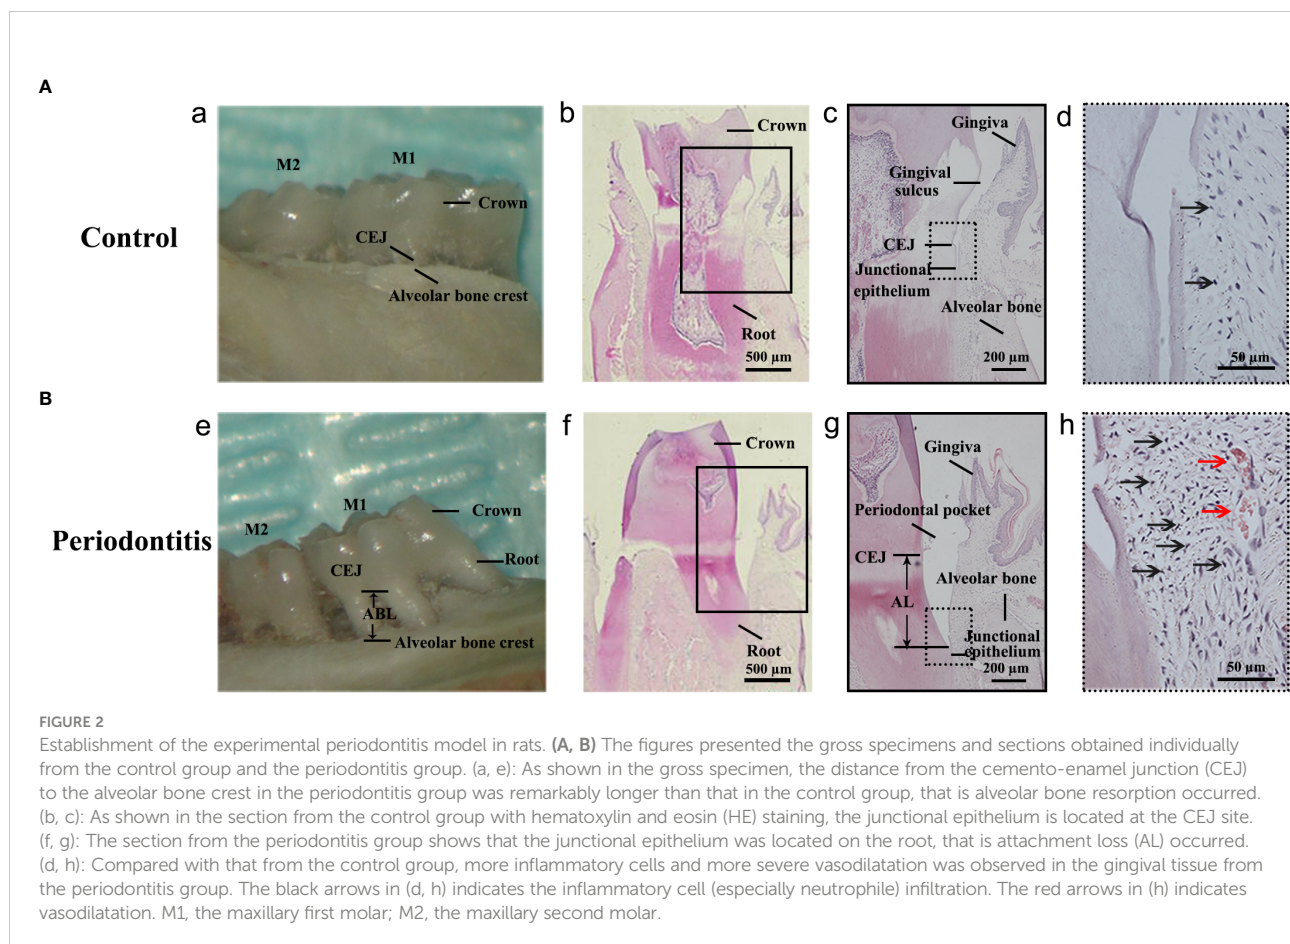 A
a
M2
M1
Crown
CEJ
Alveolar bone crest
Control
b
Crown
Root
500 µm
c
Gingiva
Gingival
sulcus
CEJ
Junctional
epithelium
Alveolar bone
200 µm
d
50 µm
B
e
M2
M1
Crown
Root
CEJ
ABL
Alveolar bone crest
Periodontitis
f
Crown
Root
500 µm
g
Gingiva
Periodontal pocket
CEJ
AL
Alveolar bone
Junctional
epithelium
200 µm
h
50 µm
FIGURE 2
Establishment of the experimental periodontitis model in rats. (A, B) The figures presented the gross specimens and sections obtained individually
from the control group and the periodontitis group. (a, e): As shown in the gross specimen, the distance from the cemento-enamel junction (CEJ)
to the alveolar bone crest in the periodontitis group was remarkably longer than that in the control group, that is alveolar bone resorption occurred.
(b, c): As shown in the section from the control group with hematoxylin and eosin (HE) staining, the junctional epithelium is located at the CEJ site.
(f, g): The section from the periodontitis group shows that the junctional epithelium was located on the root, that is attachment loss (AL) occurred.
(d, h): Compared with that from the control group, more inflammatory cells and more severe vasodilatation was observed in the gingival tissue from
the periodontitis group. The black arrows in (d, h) indicates the inflammatory cell (especially neutrophile) infiltration. The red arrows in (h) indicates
vasodilatation. M1, the maxillary first molar; M2, the maxillary second molar.